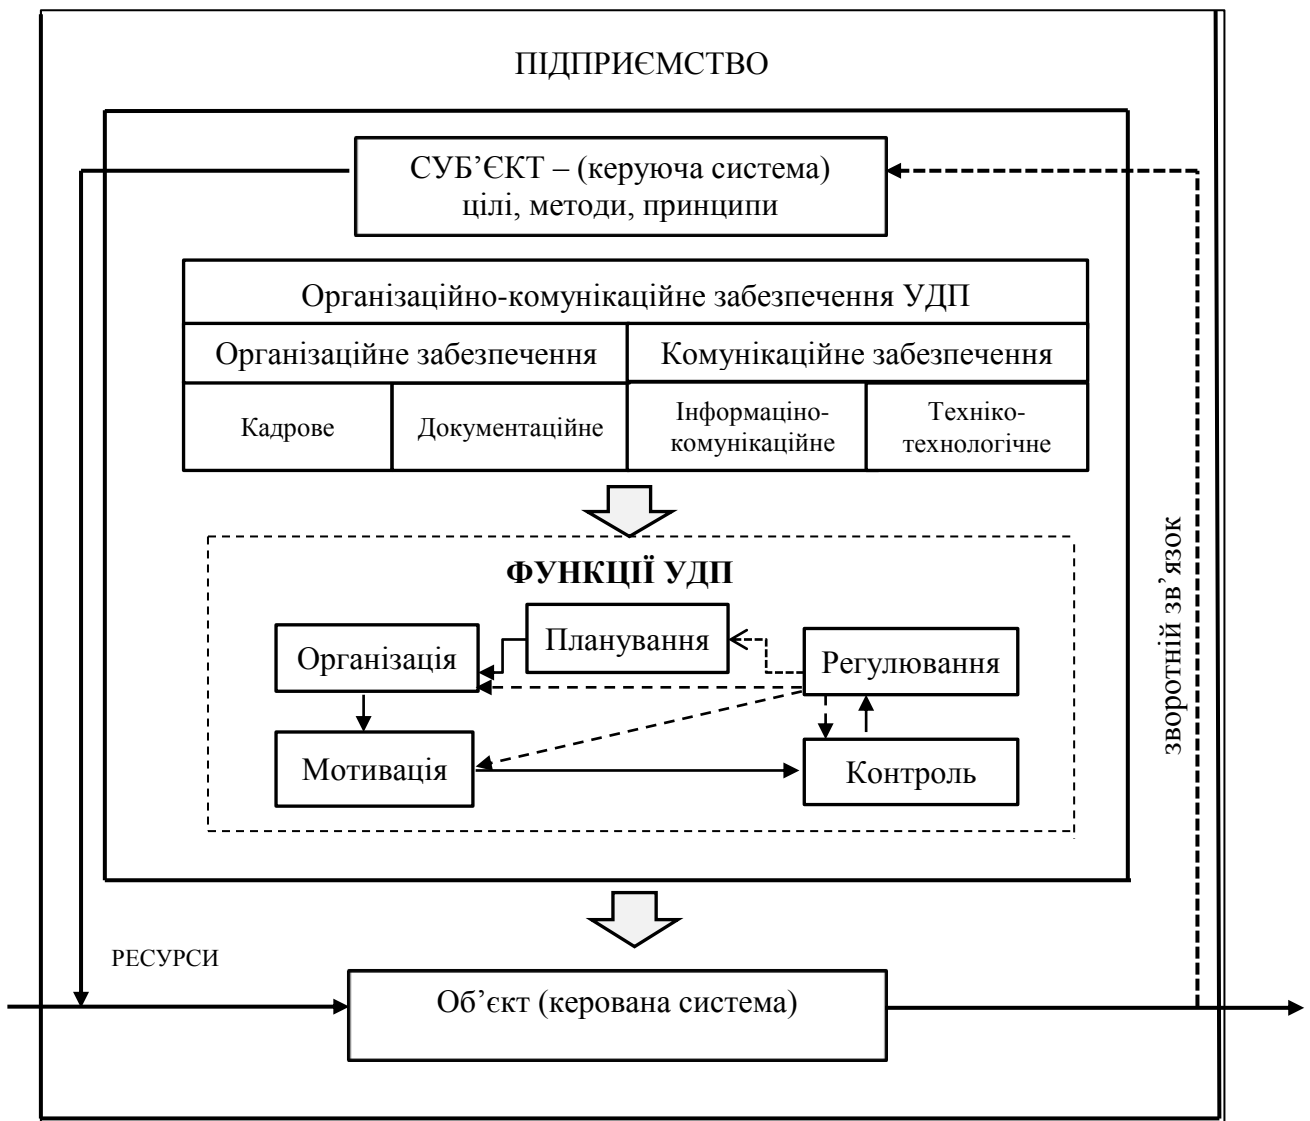 ПІДПРИЄМСТВО
СУБ’ЄКТ – (керуюча система)
цілі, методи, принципи
Організаційно-комунікаційне забезпечення УДП
Організаційне забезпечення
Комунікаційне забезпечення
Кадрове
Документаційне
Інформаціно-
комунікаційне
Техніко-
технологічне
ФУНКЦІЇ УДП
Планування
Організація
Регулювання
Мотивація
Контроль
зворотній зв’язок
РЕСУРСИ
Об’єкт (керована система)